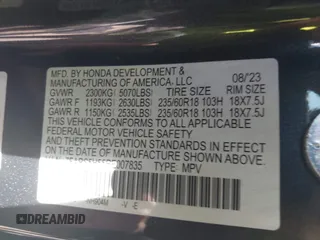 MFD. BY HONDA DEVELOPMENT & 08/'23
MANUFACTURING OF AMERICA, LLC
GVWR 2300KG( 5070LBS) TIRE SIZE RIM SIZE
GAWR F 1193KG( 2630LBS) 235/60R18 103H 18X7.5J
GAWR R 1150KG( 2535LBS) 235/60R18 103H 18X7.5J
THIS VEHICLE CONFORMS TO ALL APPLICABLE
FEDERAL MOTOR VEHICLE SAFETY
AND THEFT PREVENTION STANDARDS IN
EFFECT ON THE DATE OF MANUFACTURE
007835 TYPE: MPV
DREAMBID